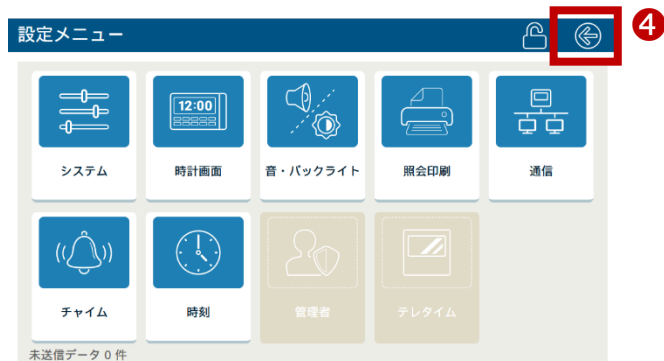 設定メニュー
4
12:00
システム
時計画面
音・バックライト
照会印刷
通信
チャイム
時刻
管理者
テレタイム
未送信データ 0 件